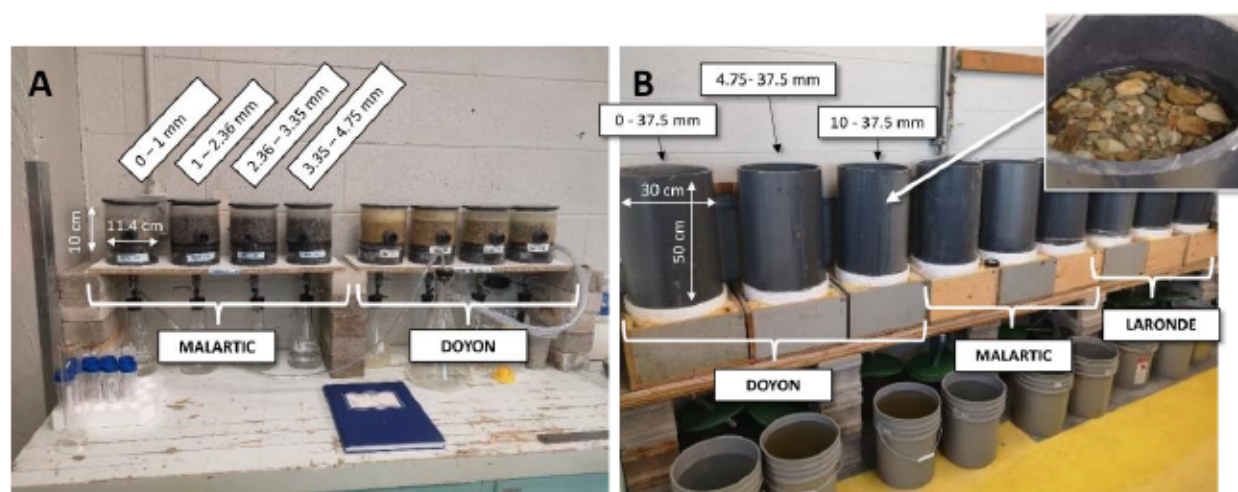 A
0 – 1 mm
1 – 2.36 mm
2.36 – 3.35 mm
3.35 – 4.75 mm
10 cm
11.4 cm
MALARTIC
DOYON
B
4.75- 37.5 mm
0 - 37.5 mm
10 - 37.5 mm
30 cm
50 cm
LARONDE
MALARTIC
DOYON